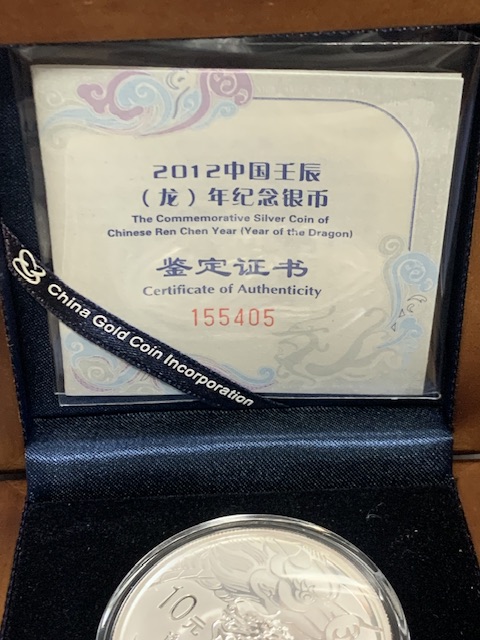 2012中国壬辰
（龙）年纪念银币
The Commemorative Silver Coin of
Chinese Ren Chen Year (Year of the Dragon)
鉴定证书
Certificate of Authenticity
155405
China Gold Coin Incorporation
10元